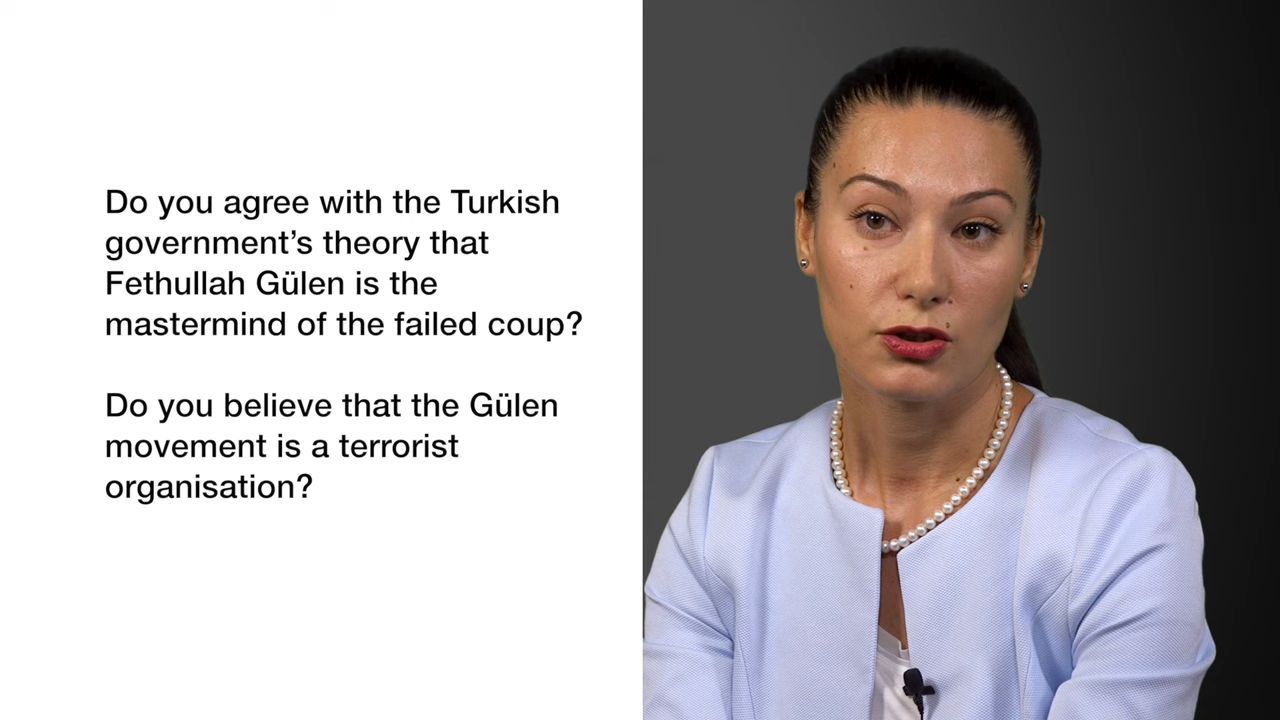 Do you agree with the Turkish
government’s theory that
Fethullah Gülen is the
mastermind of the failed coup?
Do you believe that the Gülen
movement is a terrorist
organisation?